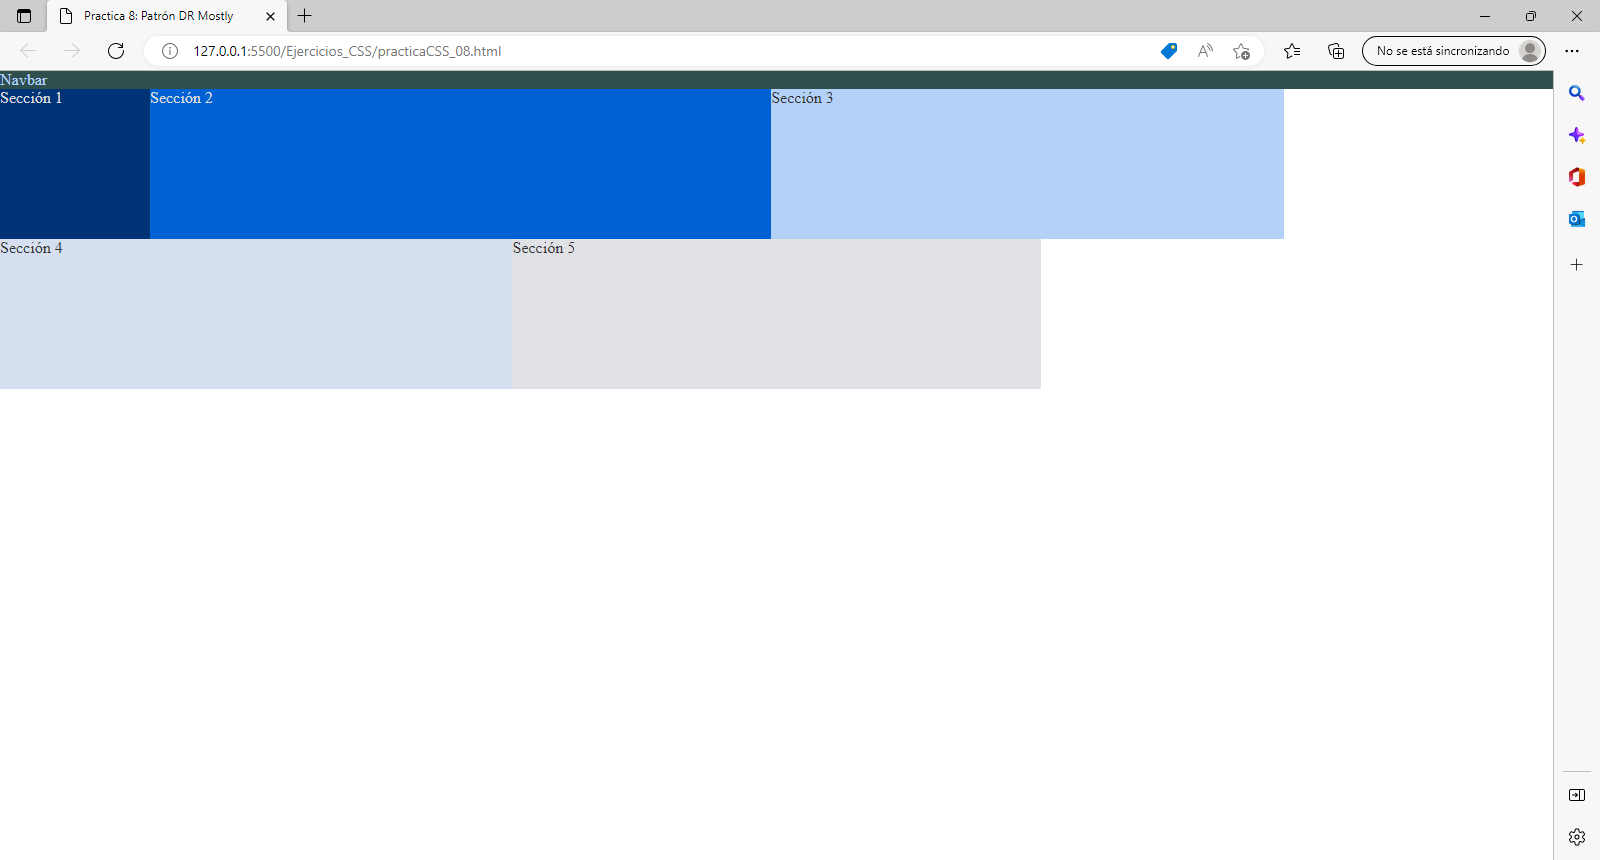 Practica 8: Patrón DR Mostly
127.0.0.1:5500/Ejercicios_CSS/practicaCSS_08.html
No se está sincronizando
Navbar
Sección 1
Sección 2
Sección 3
Sección 4
Sección 5